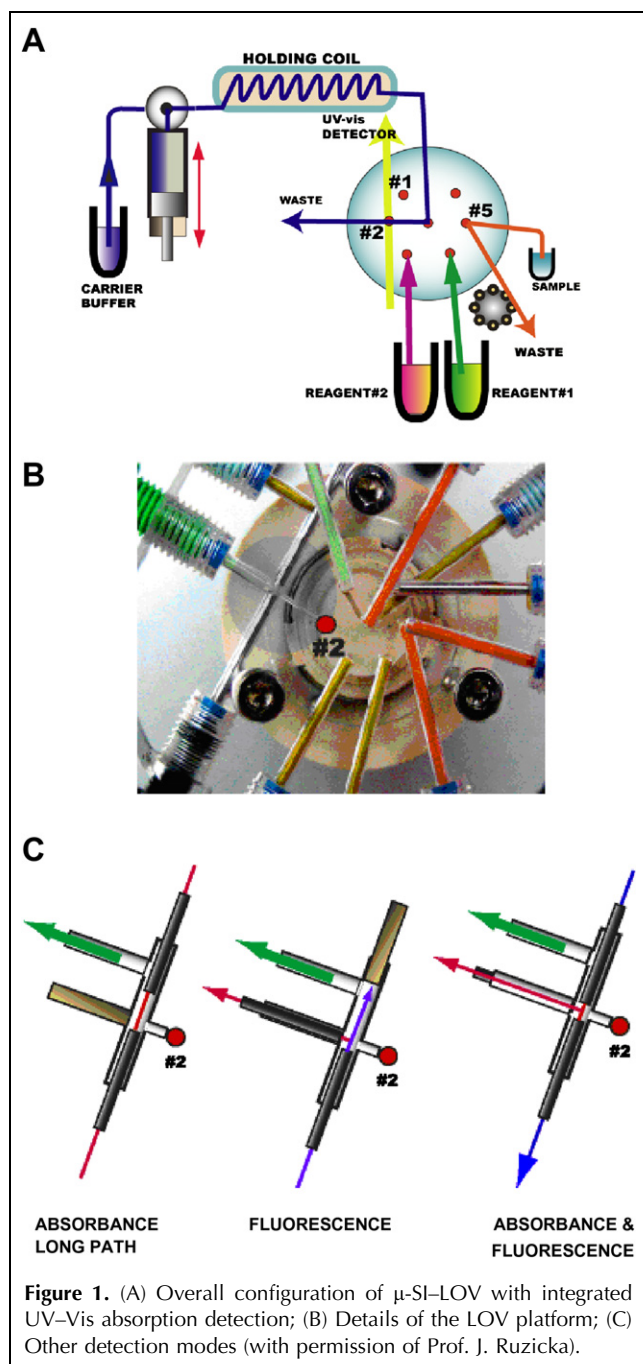 A
HOLDING COIL
UV-vis
DETECTOR
#1
#5
WASTE
#2
CARRIER
BUFFER
SAMPLE
WASTE
REAGENT#2
REAGENT#1
B
#2
C
#2
#2
#2
ABSORBANCE
LONG PATH
FLUORESCENCE
ABSORBANCE &
FLUORESCENCE
Figure 1. (A) Overall configuration of μ-SI–LOV with integrated
UV–Vis absorption detection; (B) Details of the LOV platform; (C)
Other detection modes (with permission of Prof. J. Ruzicka).